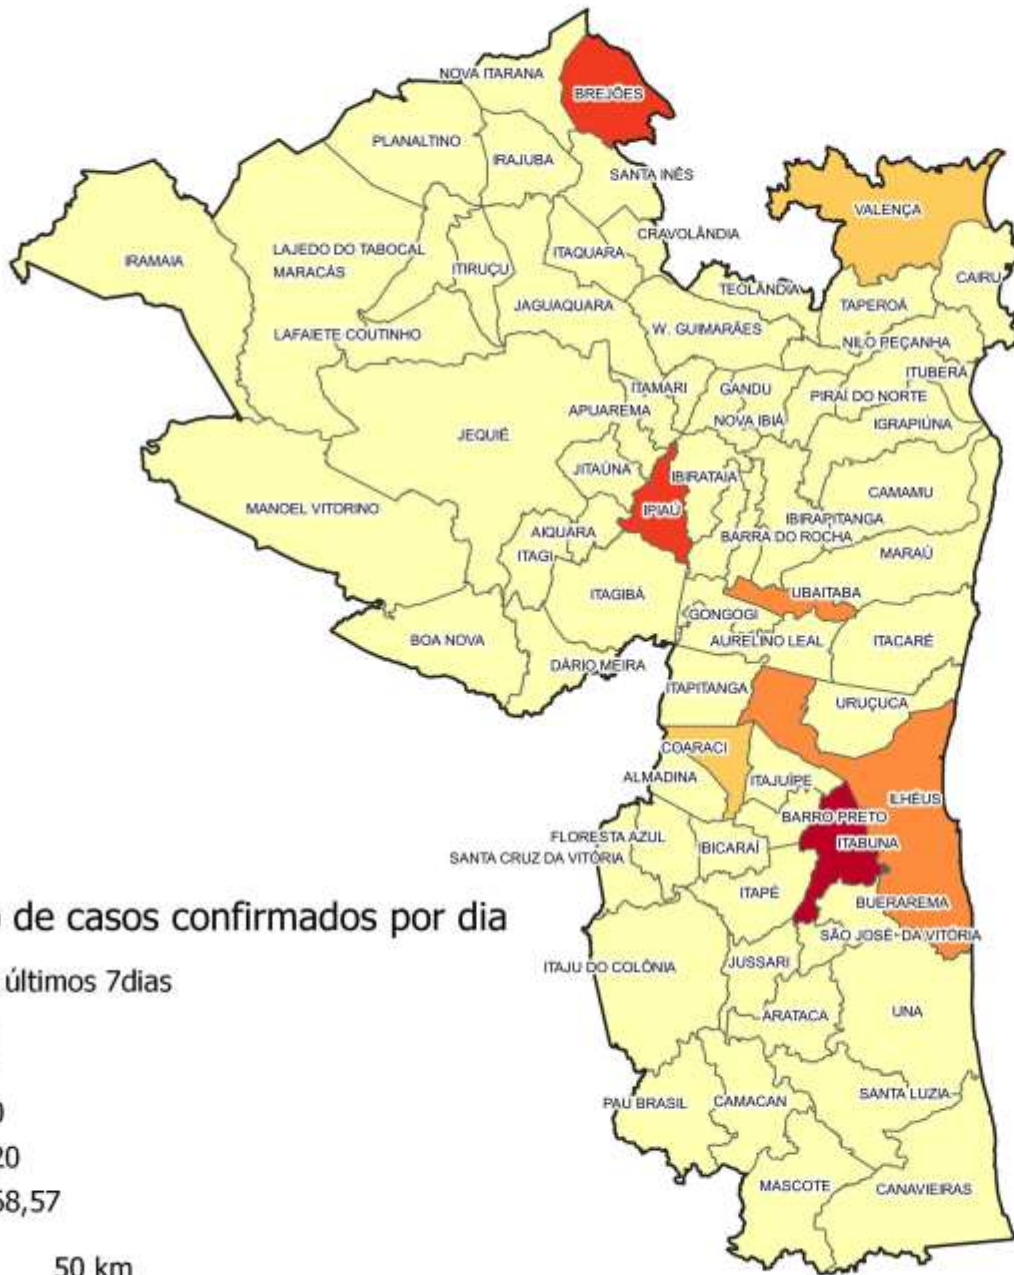 NOVA ITARANA
BREJÕES
PLANALTINO
IRAJUBA
SANTA INÊS
VALENÇA
CRAVOLÂNDIA
LAJEDO DO TABOCAL
ITAQUARA
IRAMAIA
MARACÁS
ITIRUÇU
CAIRU
TEOLÂNDIA
JAGUAQUARA
TAPEROÁ
W. GUIMARÃES
LAFAIETE COUTINHO
NILO PEÇANHA
ITUBERÁ
ITAMARI
GANDU
PIRAÍ DO NORTE
APUAREMA
NOVA IBIÁ
IGRAPIÚNA
JEQUIÉ
JITAÚNA
IBIRATAIA
CAMAMU
MANOEL VITORINO
IPIAÚ
IBIRAPITANGA
AIQUARA
BARRA DO ROCHA
ITAGI
MARAÚ
ITAGIBÁ
UBAITABA
GONGOGI
BOA NOVA
AURELINO LEAL
ITACARÉ
DÁRIO MEIRA
ITAPITANGA
URUÇUCA
COARACI
ALMADINA
ITAJUÍPE
ILHÉUS
BARRO PRETO
FLORESTA AZUL
IBICARAÍ
ITABUNA
SANTA CRUZ DA VITÓRIA
ITAPÉ
BUERAREMA
de casos confirmados por dia
SÃO JOSÉ DA VITÓRIA
ITAJU DO COLÔNIA
JUSSARI
últimos 7dias
ARATACA
UNA
SANTA LUZIA
PAU BRASIL
CAMACAN
20
58,57
MASCOTE
CANAVIEIRAS
50 km